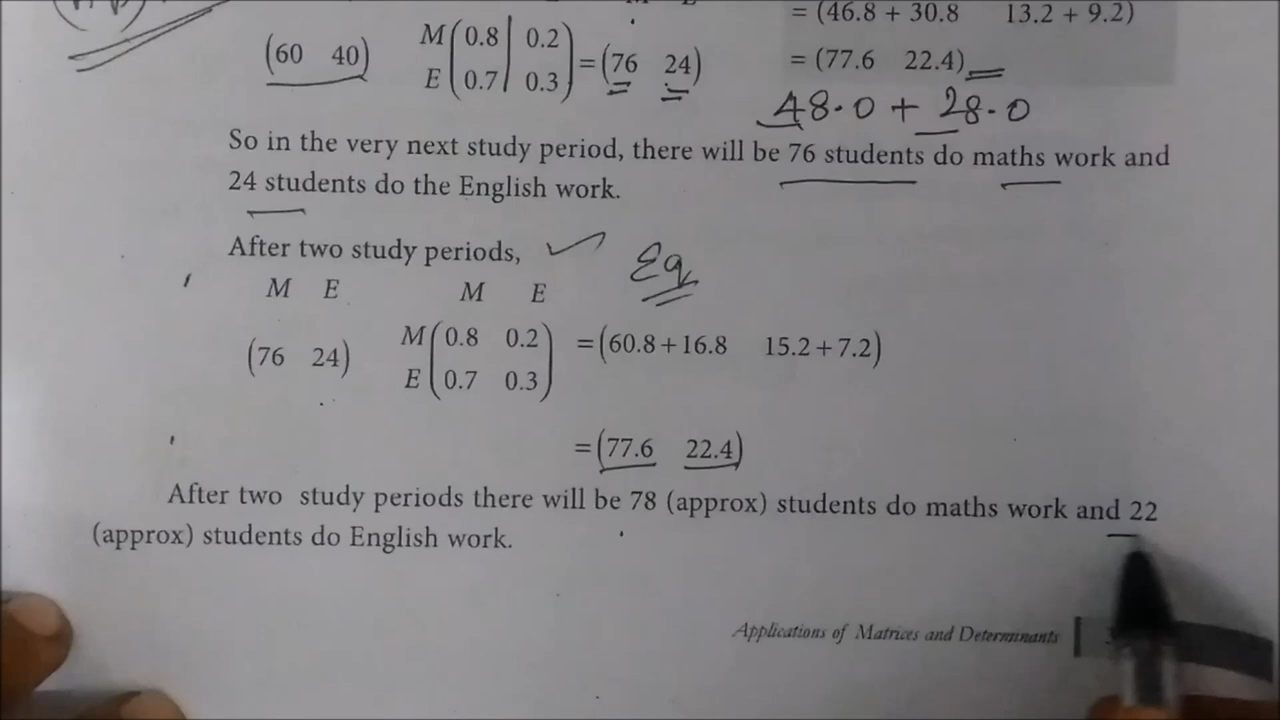 = (46.8 + 30.8 13.2 + 9.2)
= (77.6 22.4)
(60 40) M (0.8 0.2) = (76 24)
E (0.7 0.3)
48.0 + 28.0
So in the very next study period, there will be 76 students do maths work and
24 students do the English work.
After two study periods,
Eq
M E M E
(76 24) M (0.8 0.2) = (60.8+16.8 15.2+7.2)
E (0.7 0.3)
= (77.6 22.4)
After two study periods there will be 78 (approx) students do maths work and 22
(approx) students do English work.
Applications of Matrices and Determinants